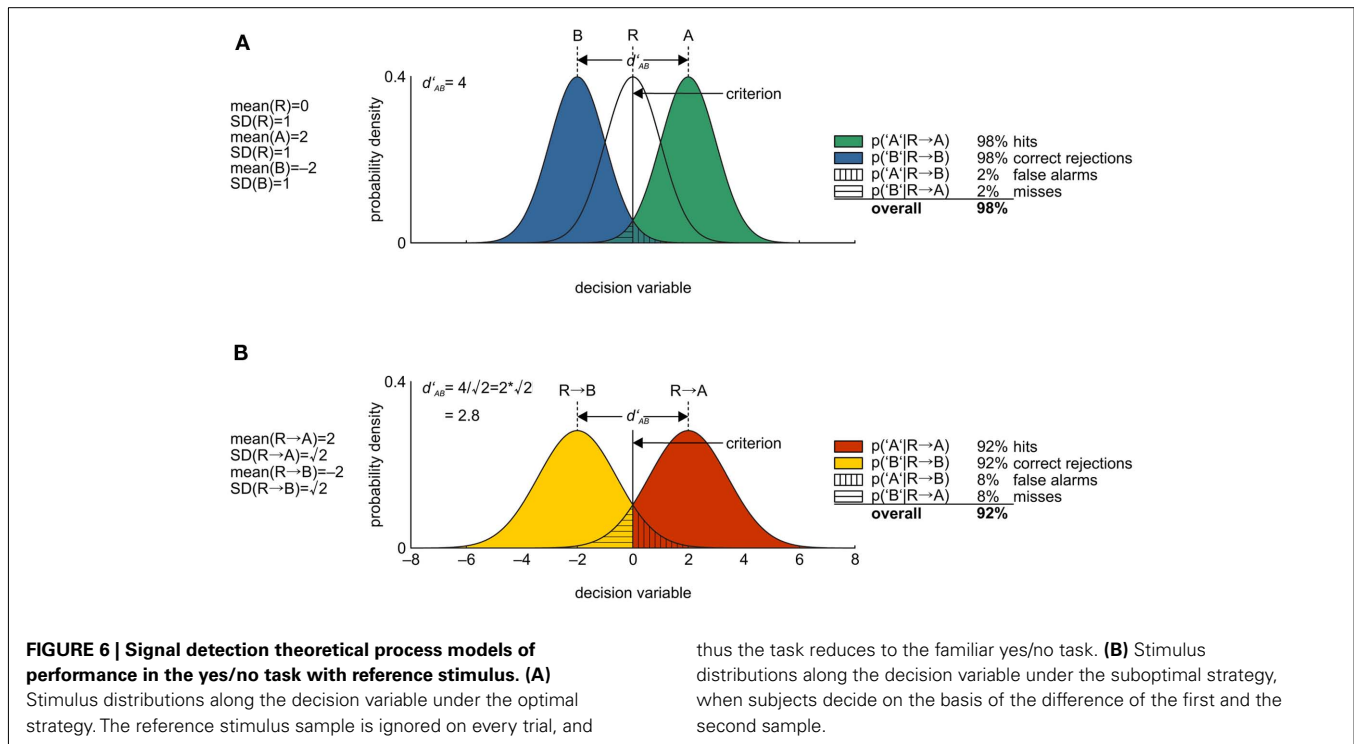 A
B R A
d'AB
d'AB= 4
criterion
mean(R)=0
SD(R)=1
mean(A)=2
SD(R)=1
mean(B)=–2
SD(B)=1
probability density
0.4
0
–6 –4 –2 0 2 4 6 8
decision variable
p('A'|R→A) 98% hits
p('B'|R→B) 98% correct rejections
p('A'|R→B) 2% false alarms
p('B'|R→A) 2% misses
overall 98%
B
d'AB= 4/√2=2*√2
= 2.8
R→B R→A
d'AB
criterion
mean(R→A)=2
SD(R→A)=√2
mean(R→B)=–2
SD(R→B)=√2
probability density
0.4
0
–8 –6 –4 –2 0 2 4 6 8
decision variable
p('A'|R→A) 92% hits
p('B'|R→B) 92% correct rejections
p('A'|R→B) 8% false alarms
p('B'|R→A) 8% misses
overall 92%
FIGURE 6 | Signal detection theoretical process models of
performance in the yes/no task with reference stimulus. (A)
Stimulus distributions along the decision variable under the optimal
strategy. The reference stimulus sample is ignored on every trial, and
thus the task reduces to the familiar yes/no task. (B) Stimulus
distributions along the decision variable under the suboptimal strategy,
when subjects decide on the basis of the difference of the first and the
second sample.